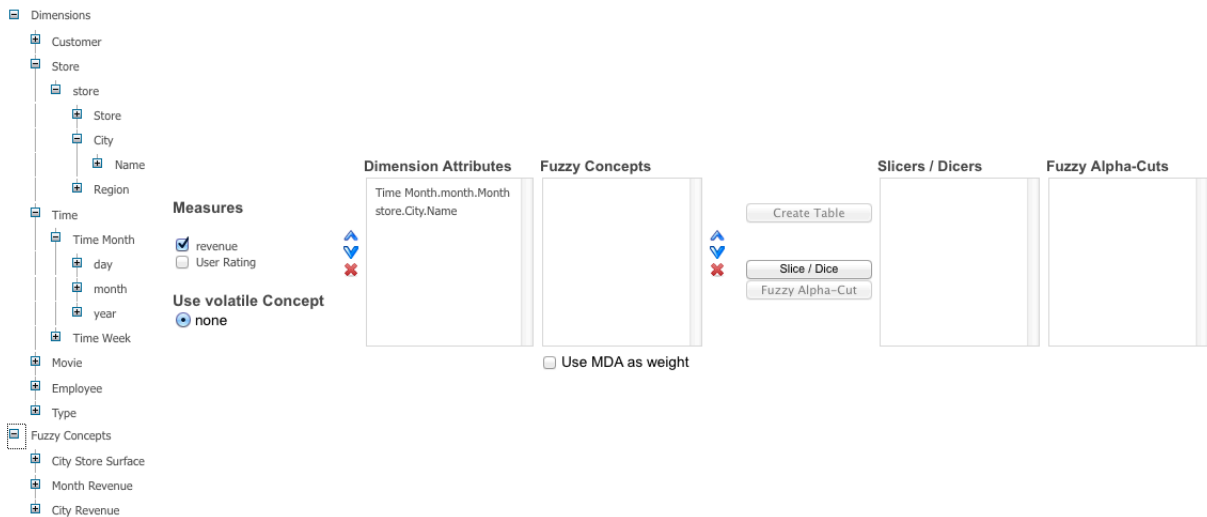 Dimensions
Customer
Store
store
Store
City
Name
Region
Time
Time Month
day
month
year
Time Week
Movie
Employee
Type
Fuzzy Concepts
City Store Surface
Month Revenue
City Revenue
Measures
revenue
User Rating
Use volatile Concept
none
Dimension Attributes
Time Month.month.Month
store.City.Name
Fuzzy Concepts
Use MDA as weight
Create Table
Slice / Dice
Fuzzy Alpha-Cut
Slicers / Dicers
Fuzzy Alpha-Cuts